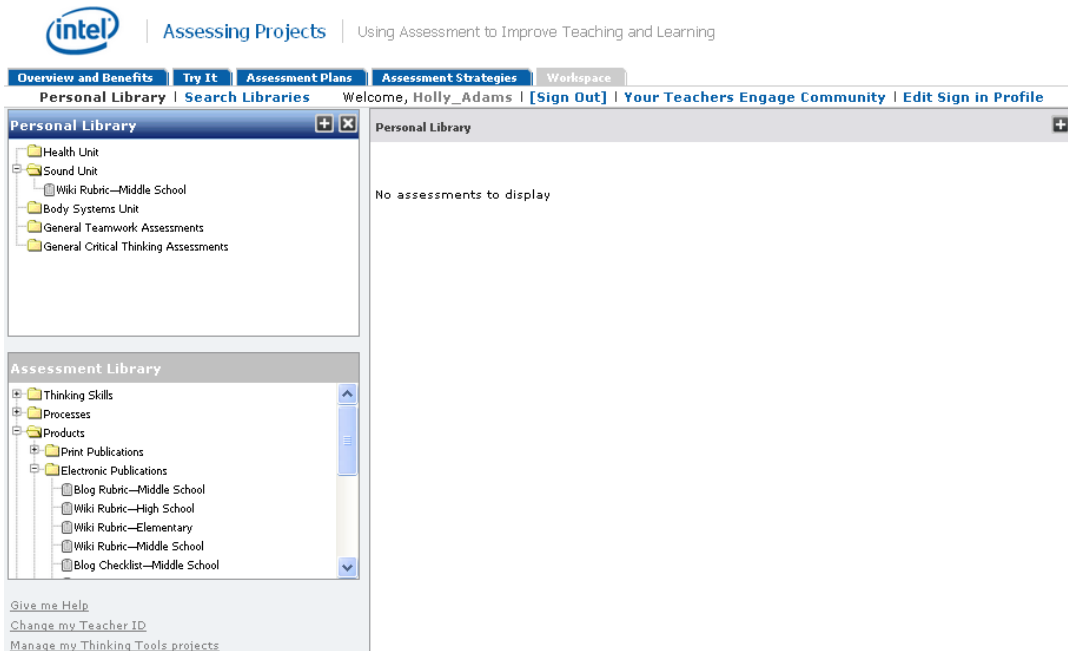 intel Assessing Projects Using Assessment to Improve Teaching and Learning
Overview and Benefits Try It Assessment Plans Assessment Strategies Workspace
Personal Library | Search Libraries Welcome, Holly_Adams | [Sign Out] | Your Teachers Engage Community | Edit Sign in Profile
Personal Library
Health Unit
Sound Unit
Wiki Rubric—Middle School
Body Systems Unit
General Teamwork Assessments
General Critical Thinking Assessments
Personal Library
No assessments to display
Assessment Library
Thinking Skills
Processes
Products
Print Publications
Electronic Publications
Blog Rubric—Middle School
Wiki Rubric—High School
Wiki Rubric—Elementary
Wiki Rubric—Middle School
Blog Checklist—Middle School
Give me Help
Change my Teacher ID
Manage my Thinking Tools projects